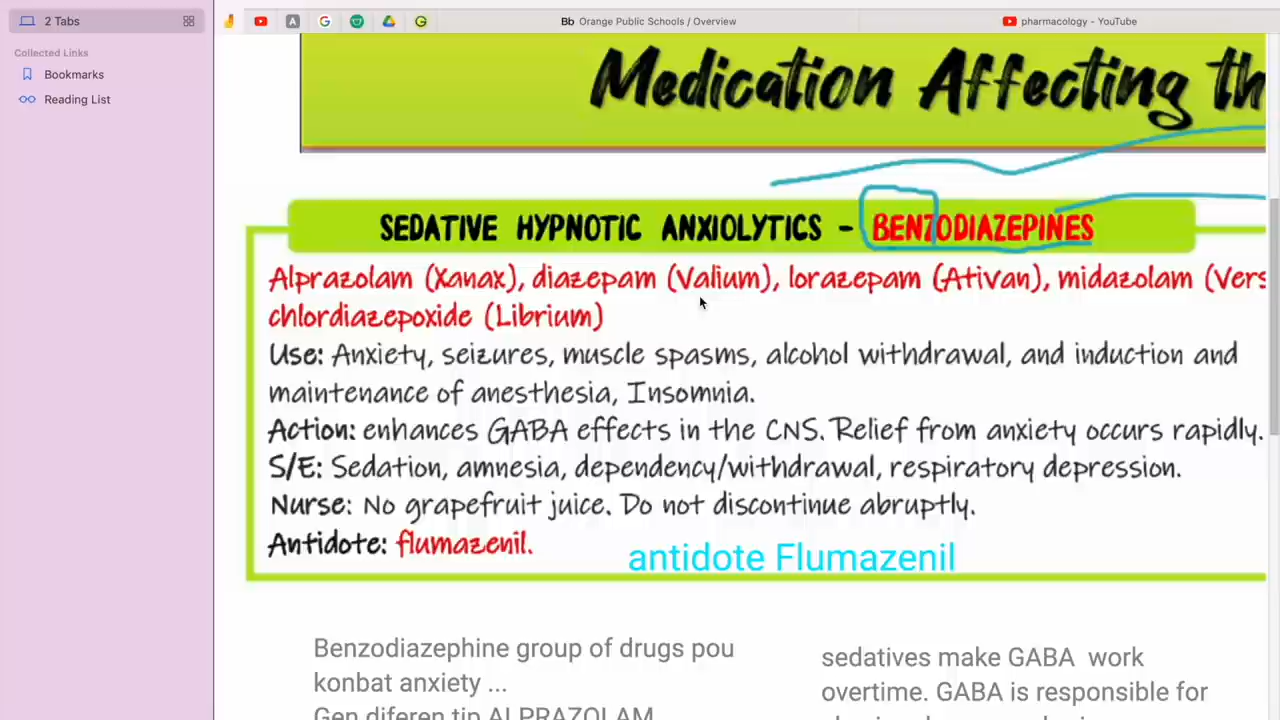 2 Tabs
Orange Public Schools / Overview
pharmacology - YouTube
Collected Links
Bookmarks
Reading List
Medication Affecting th
SEDATIVE HYPNOTIC ANXIOLYTICS - BENZODIAZEPINES
Alprazolam (Xanax), diazepam (Valium), lorazepam (Ativan), midazolam (Vers
chlordiazepoxide (Librium)
Use: Anxiety, seizures, muscle spasms, alcohol withdrawal, and induction and
maintenance of anesthesia, Insomnia.
Action: enhances GABA effects in the CNS. Relief from anxiety occurs rapidly.
S/E: Sedation, amnesia, dependency/withdrawal, respiratory depression.
Nurse: No grapefruit juice. Do not discontinue abruptly.
Antidote: flumazenil.
antidote Flumazenil
Benzodiazephine group of drugs pou
konbat anxiety ...
Gen diferen tip ALPRAZOLAM
sedatives make GABA work
overtime. GABA is responsible for